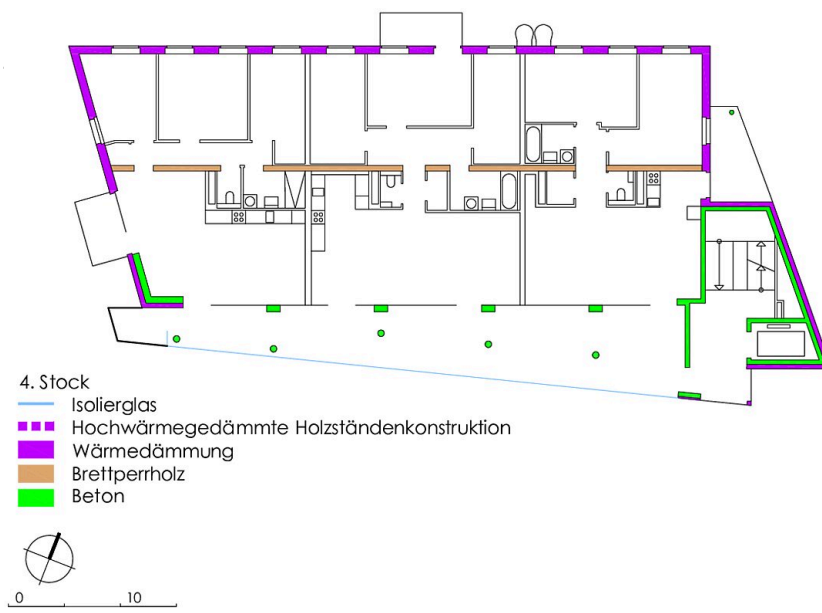 4. Stock
Isolierglas
Hochwärmegedämmte Holzständenkonstruktion
Wärmedämmung
Brettperrholz
Beton
0 10